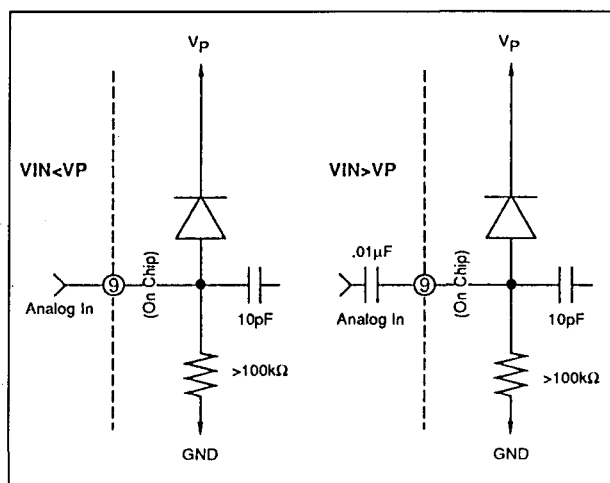 VP
VIN<VP
9
(On Chip)
Analog In
10pF
>100kΩ
GND
VP
VIN>VP
.01μF
9
(On Chip)
Analog In
10pF
>100kΩ
GND